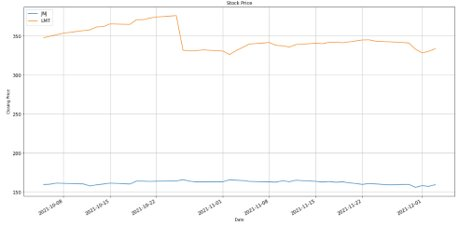 Stock Price
JNJ
LMT
Closing Price
350
300
250
200
150
2021-10-08
2021-10-15
2021-10-22
2021-11-01
2021-11-08
2021-11-15
2021-11-22
2021-12-01
Date